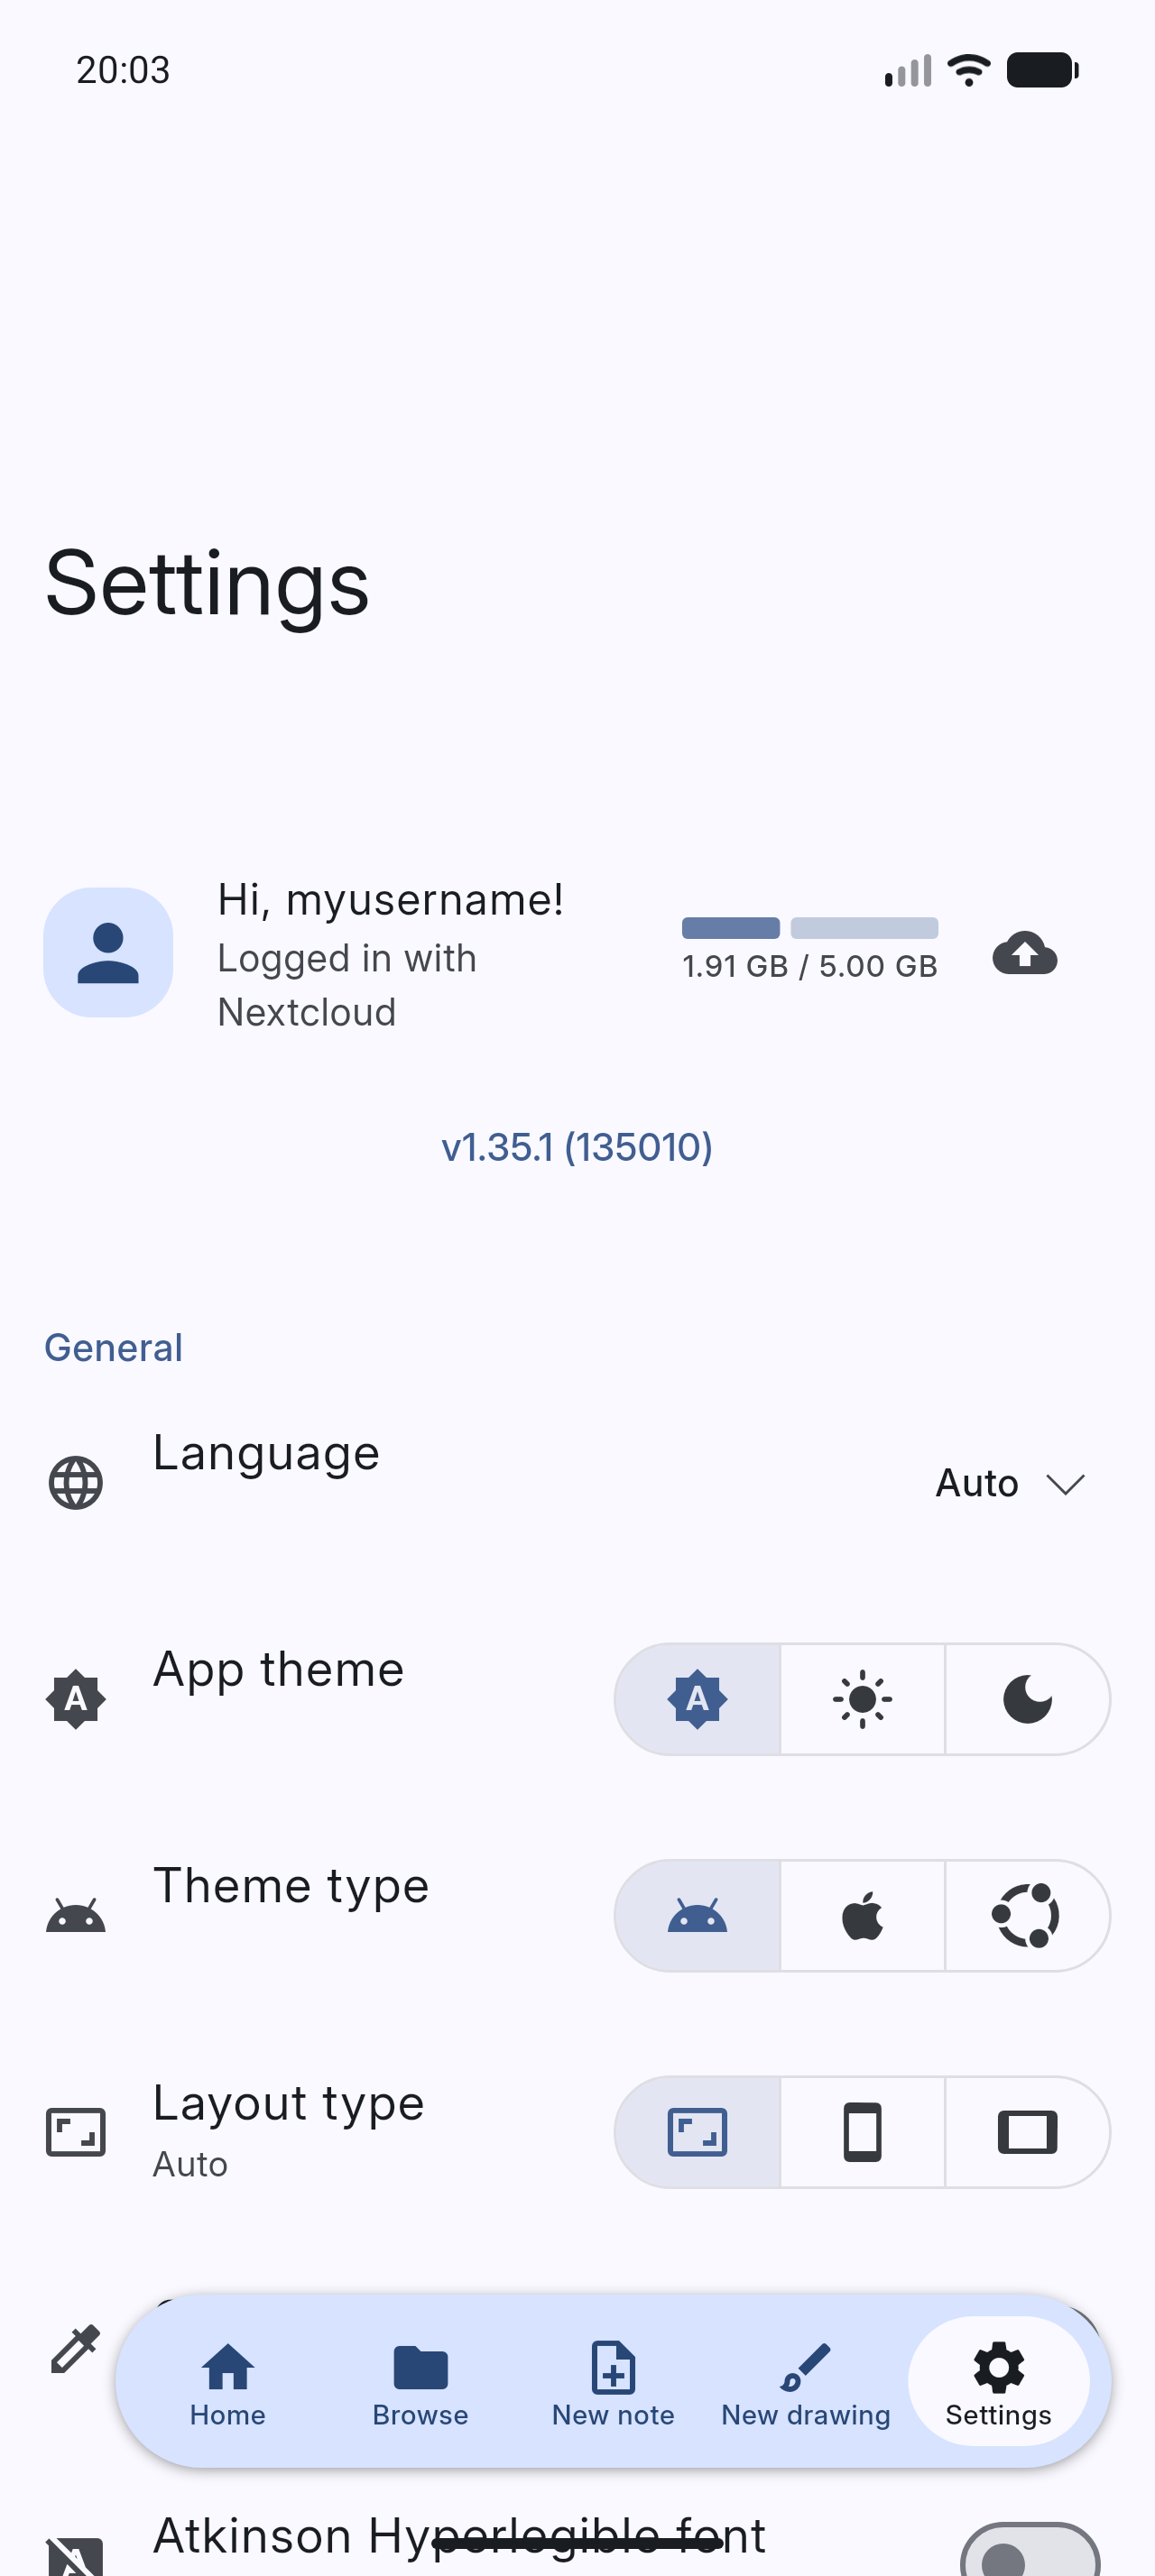 20:03
Settings
Hi, myusername!
Logged in with
Nextcloud
1.91 GB / 5.00 GB
v1.35.1 (135010)
General
Language
Auto
App theme
A
A
Theme type
Layout type
Auto
Home
Browse
New note
New drawing
Settings
Atkinson Hyperlegible font